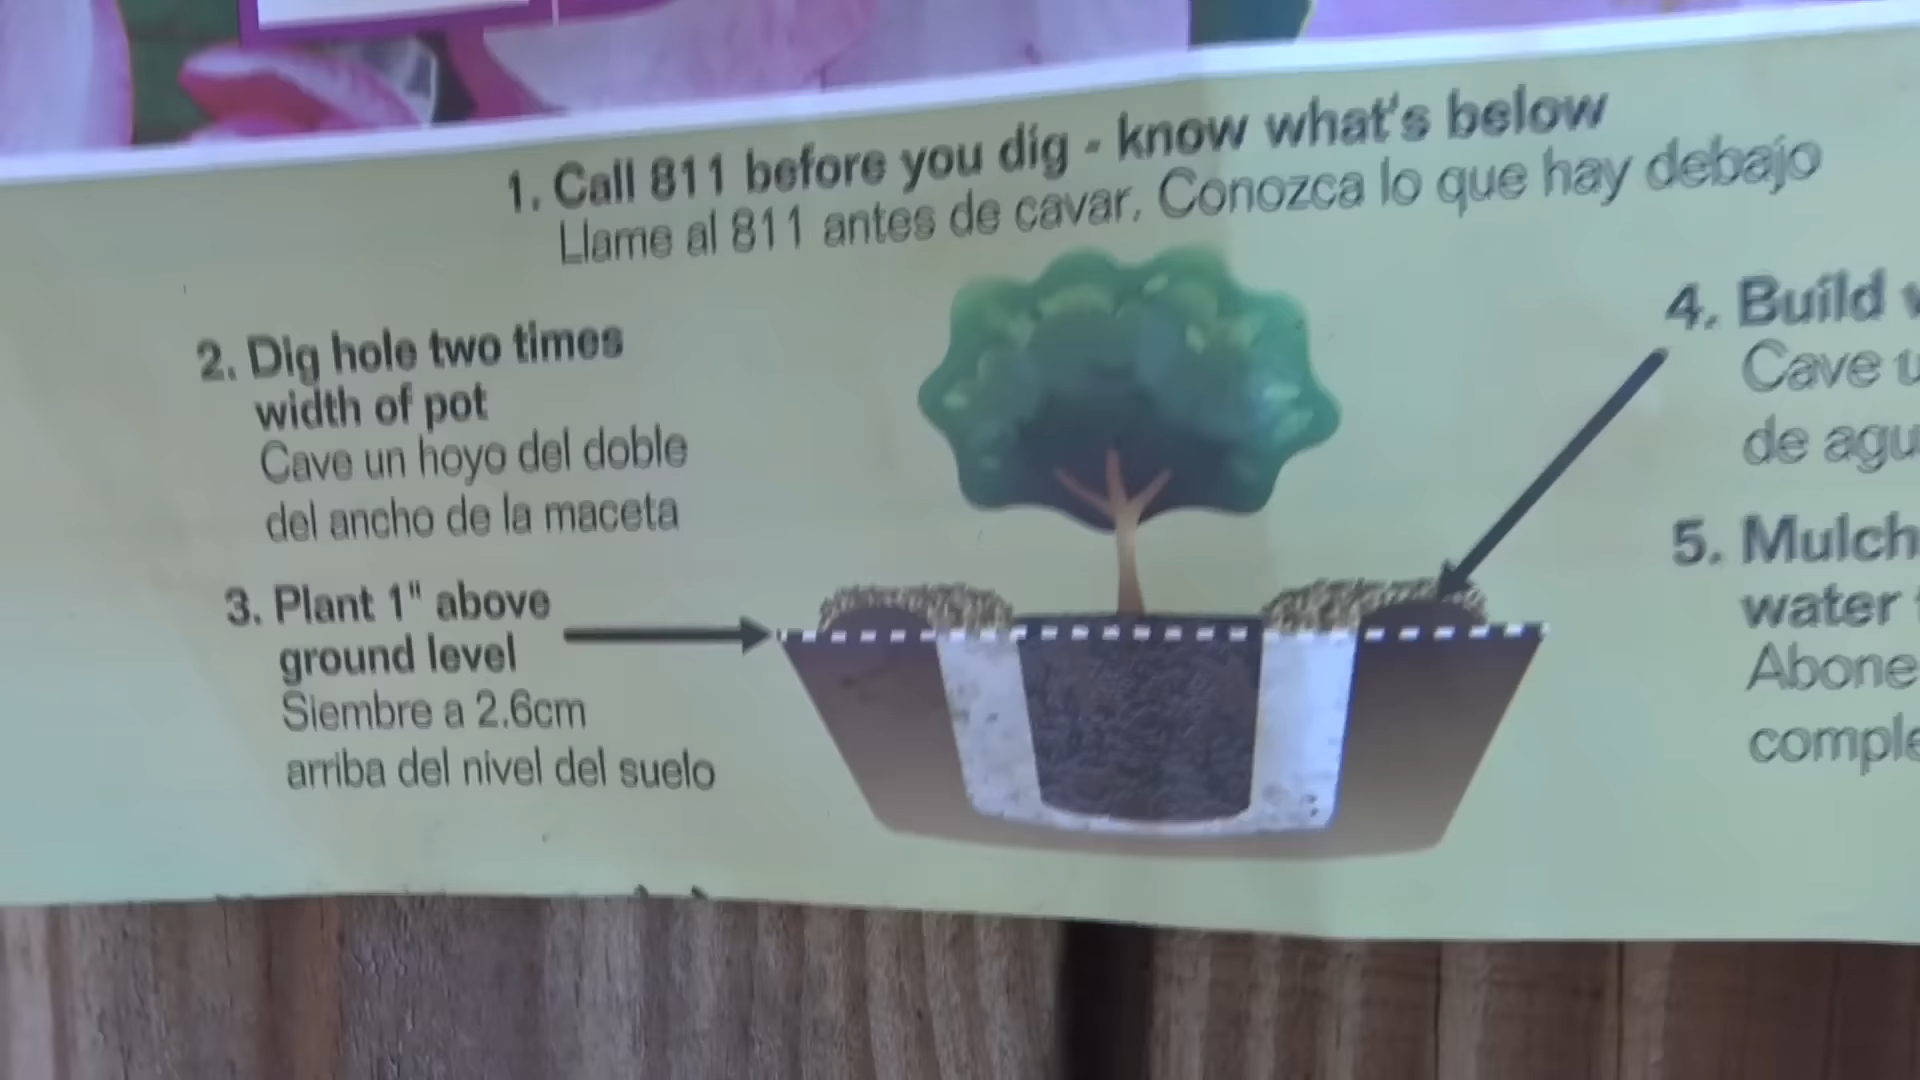 1. Call 811 before you dig - know what's below
Llame al 811 antes de cavar. Conozca lo que hay debajo
2. Dig hole two times
width of pot
Cave un hoyo del doble
del ancho de la maceta
3. Plant 1" above
ground level
Siembre a 2.6cm
arriba del nivel del suelo
4. Build
Cave
de
5. Mulch
water
Abone